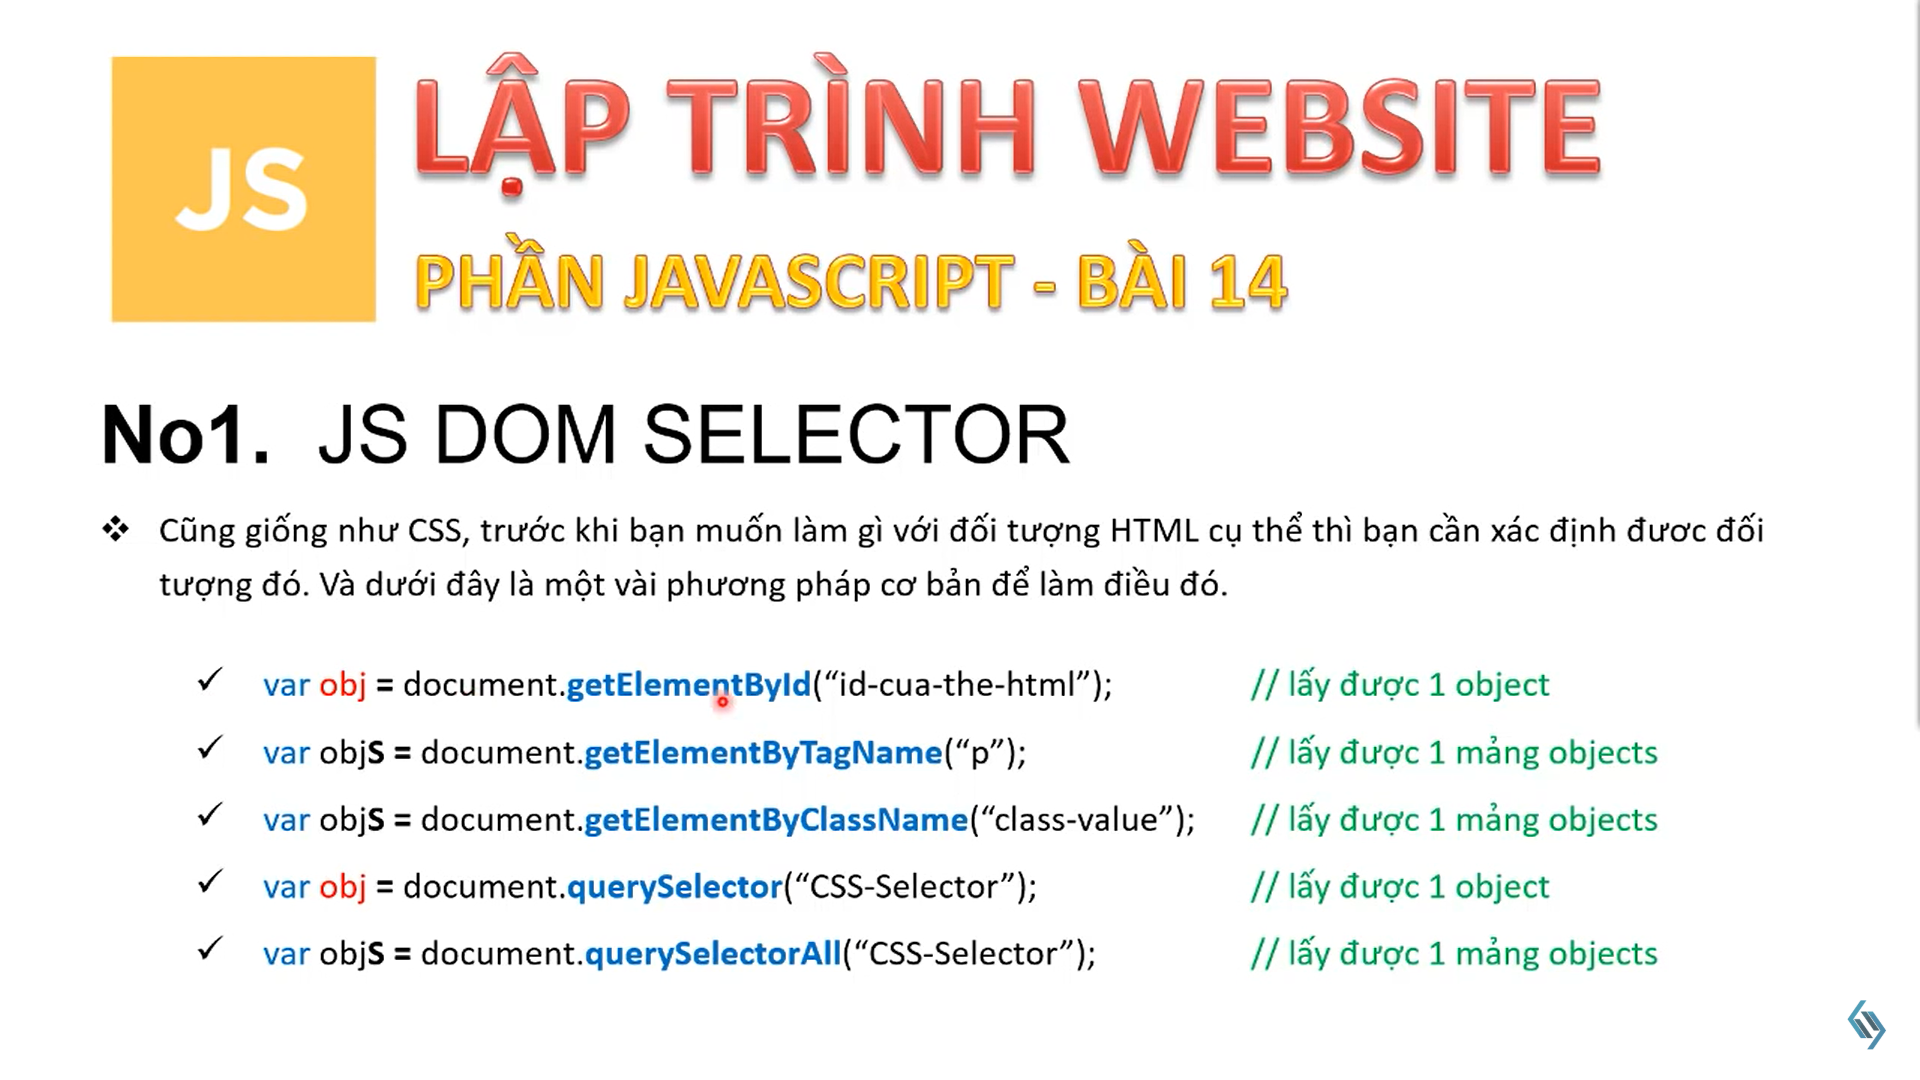 JS
LẬP TRÌNH WEBSITE
PHẦN JAVASCRIPT - BÀI 14
No1. JS DOM SELECTOR
❖ Cũng giống như CSS, trước khi bạn muốn làm gì với đối tượng HTML cụ thể thì bạn cần xác định đươc đối
tượng đó. Và dưới đây là một vài phương pháp cơ bản để làm điều đó.
✓ var obj = document.getElementById(“id-cua-the-html”); // lấy được 1 object
✓ var objS = document.getElementByTagName(“p”); // lấy được 1 mảng objects
✓ var objS = document.getElementByClassName(“class-value”); // lấy được 1 mảng objects
✓ var obj = document.querySelector(“CSS-Selector”); // lấy được 1 object
✓ var objS = document.querySelectorAll(“CSS-Selector”); // lấy được 1 mảng objects